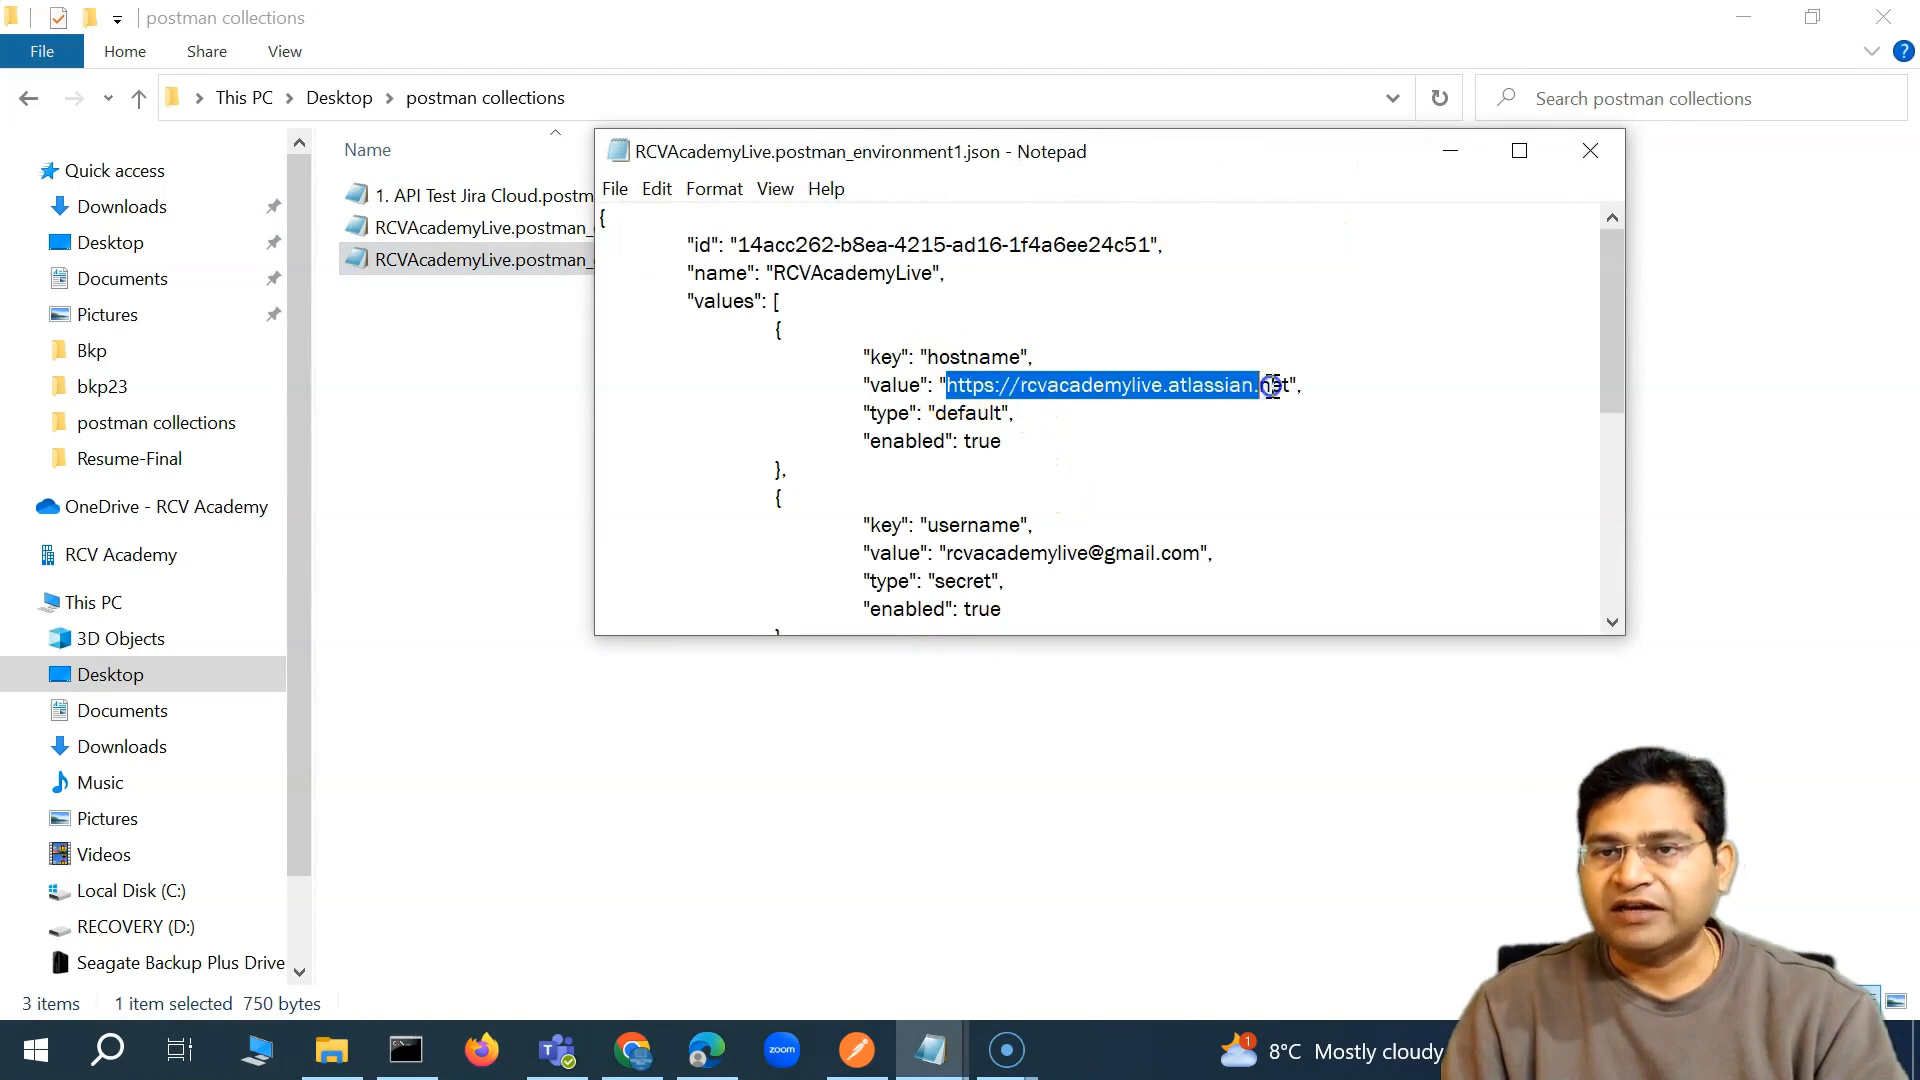 postman collections
File
Home
Share
View
This PC
Desktop
postman collections
Search postman collections
Name
Quick access
Downloads
Desktop
Documents
Pictures
Bkp
bkp23
postman collections
Resume-Final
OneDrive - RCV Academy
RCV Academy
This PC
3D Objects
Desktop
Documents
Downloads
Music
Pictures
Videos
Local Disk (C:)
RECOVERY (D:)
Seagate Backup Plus Drive
1. API Test Jira Cloud.postm
RCVAcademyLive.postman_
RCVAcademyLive.postman_
RCVAcademyLive.postman_environment1.json - Notepad
File Edit Format View Help
{
"id": "14acc262-b8ea-4215-ad16-1f4a6ee24c51",
"name": "RCVAcademyLive",
"values": [
{
"key": "hostname",
"value": "https://rcvacademylive.atlassian.net",
"type": "default",
"enabled": true
},
{
"key": "username",
"value": "rcvacademylive@gmail.com",
"type": "secret",
"enabled": true
3 items
1 item selected 750 bytes
zoom
1
8°C Mostly cloudy